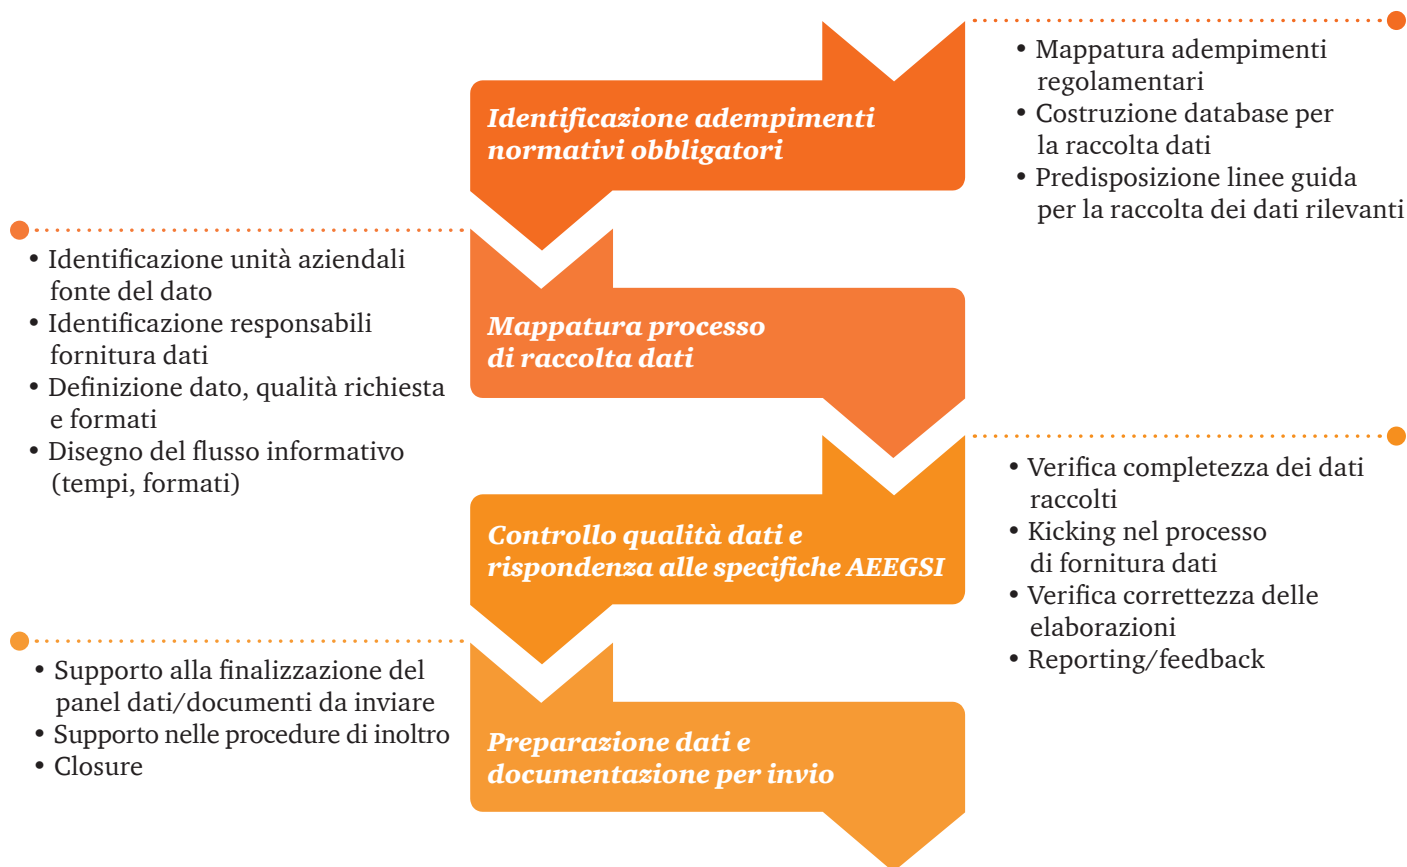 Identificazione adempimenti
normativi obbligatori
• Mappatura adempimenti
regolamentari
• Costruzione database per
la raccolta dati
• Predisposizione linee guida
per la raccolta dei dati rilevanti
• Identificazione unità aziendali
fonte del dato
• Identificazione responsabili
fornitura dati
• Definizione dato, qualità richiesta
e formati
• Disegno del flusso informativo
(tempi, formati)
Mappatura processo
di raccolta dati
Controllo qualità dati e
rispondenza alle specifiche AEEGSI
• Verifica completezza dei dati
raccolti
• Kicking nel processo
di fornitura dati
• Verifica correttezza delle
elaborazioni
• Reporting/feedback
• Supporto alla finalizzazione del
panel dati/documenti da inviare
• Supporto nelle procedure di inoltro
• Closure
Preparazione dati e
documentazione per invio